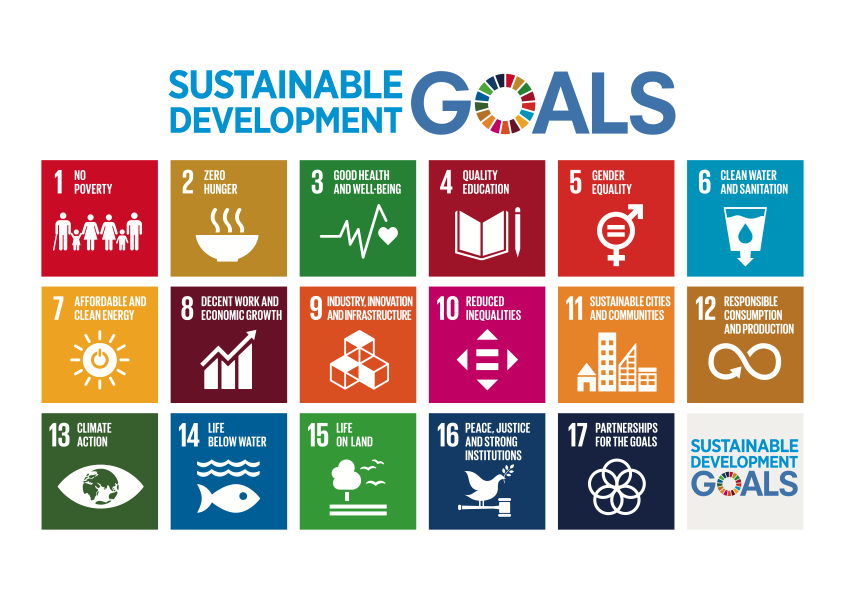 SUSTAINABLE
DEVELOPMENT
GOALS
1 NO
POVERTY
2 ZERO
HUNGER
3 GOOD HEALTH
AND WELL-BEING
4 QUALITY
EDUCATION
5 GENDER
EQUALITY
6 CLEAN WATER
AND SANITATION
7 AFFORDABLE AND
CLEAN ENERGY
8 DECENT WORK AND
ECONOMIC GROWTH
9 INDUSTRY, INNOVATION
AND INFRASTRUCTURE
10 REDUCED
INEQUALITIES
11 SUSTAINABLE CITIES
AND COMMUNITIES
12 RESPONSIBLE
CONSUMPTION
AND PRODUCTION
13 CLIMATE
ACTION
14 LIFE
BELOW WATER
15 LIFE
ON LAND
16 PEACE, JUSTICE
AND STRONG
INSTITUTIONS
17 PARTNERSHIPS
FOR THE GOALS
SUSTAINABLE
DEVELOPMENT
GOALS